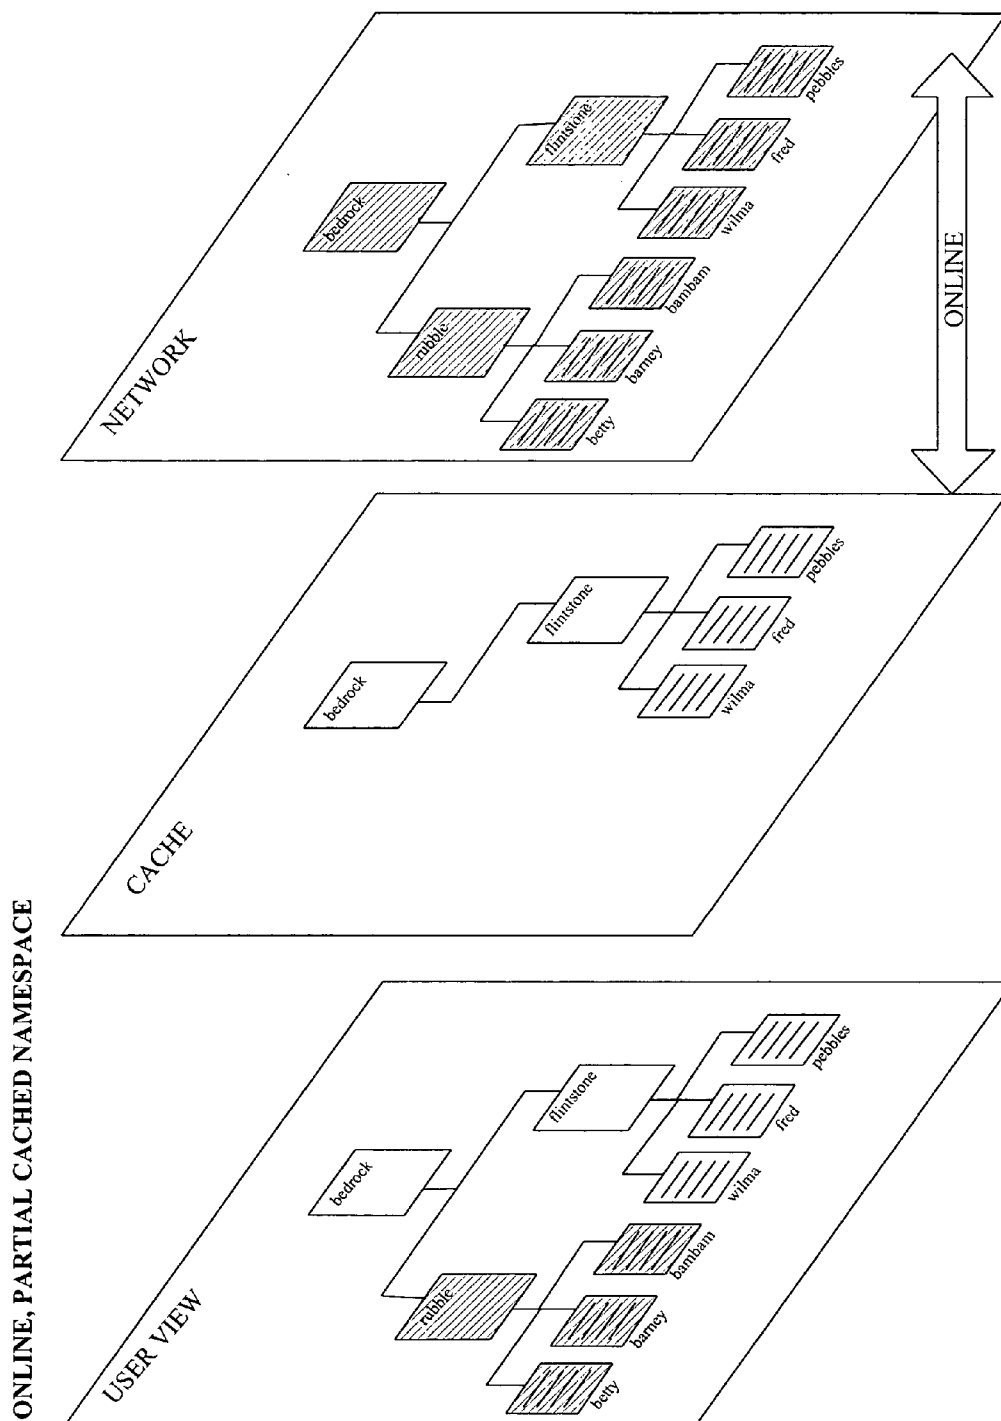 ONLINE, PARTIAL CACHED NAMESPACE
USER VIEW
bedrock
rubble
flintstone
betty
barney
bambam
wilma
fred
pebbles
CACHE
bedrock
flintstone
wilma
fred
pebbles
NETWORK
bedrock
rubble
flintstone
betty
barney
bambam
wilma
fred
pebbles
ONLINE